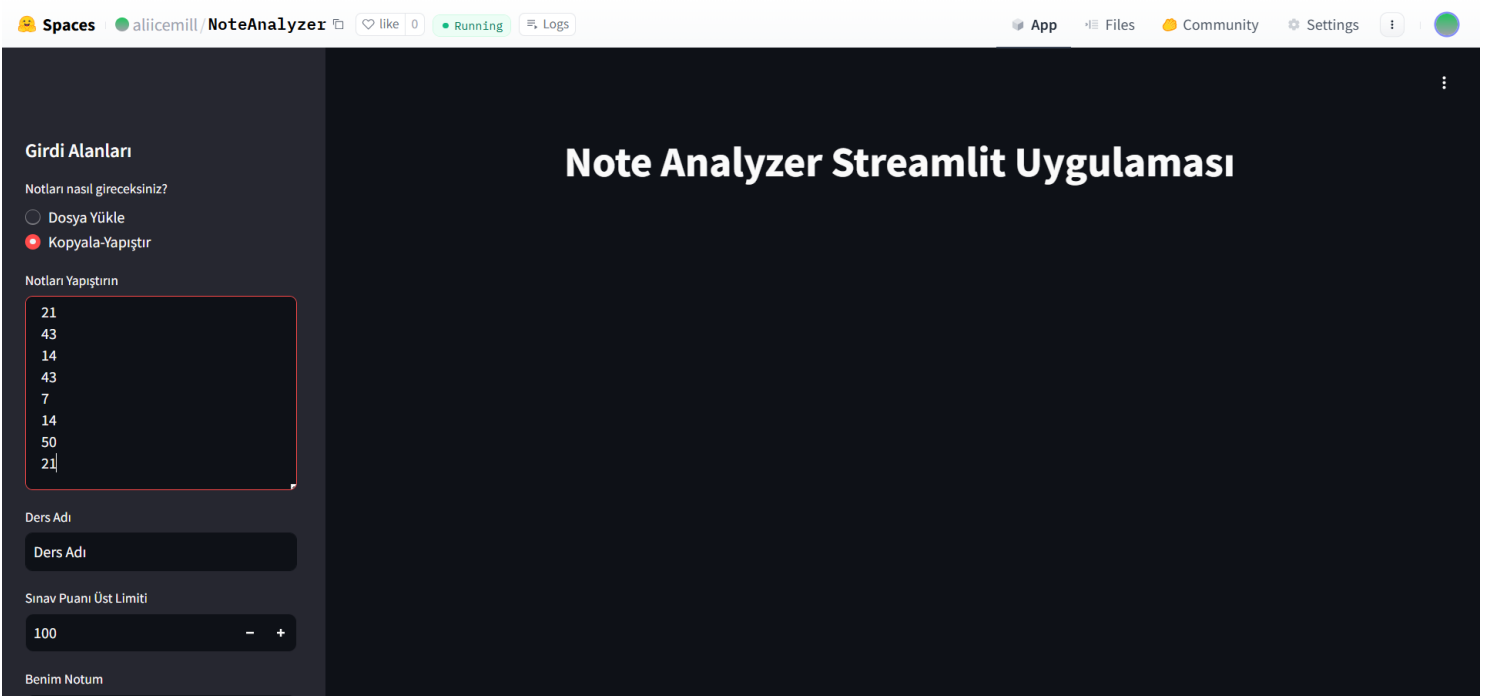 Spaces aliicemill/NoteAnalyzer like 0 Running Logs App Files Community Settings
Girdi Alanları
Notları nasıl gireceksiniz?
Dosya Yükle
Kopyala-Yapıştır
Notları Yapıştırın
21
43
14
43
7
14
50
21
Ders Adı
Ders Adı
Sınav Puanı Üst Limiti
100 − +
Benim Notum
Note Analyzer Streamlit Uygulaması